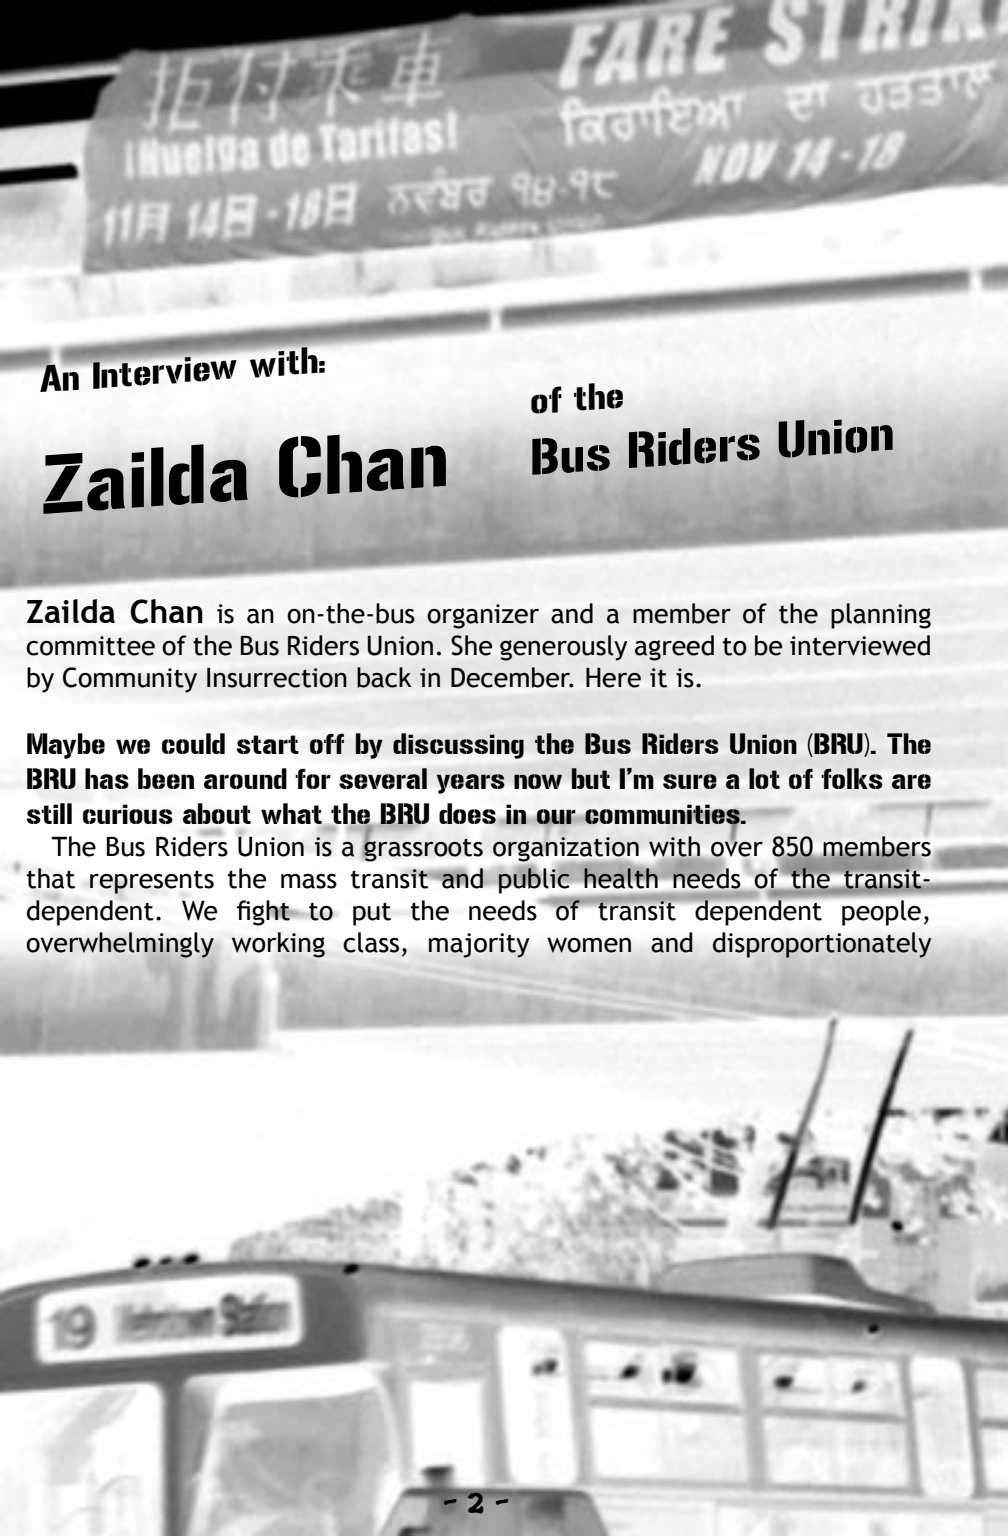 拒付乘車
FARE STRIK
¡Huelga de Tarifas!
ਕਿਰਾਇਆ ਦਾ ਹੜਤਾਲ
11月 14日 - 18日
ਨਵੰਬਰ ੧੪-੧੮
NOV 14 - 18
BUS RIDERS UNION
An Interview with:
Zailda Chan
of the
Bus Riders Union
Zailda Chan is an on-the-bus organizer and a member of the planning
committee of the Bus Riders Union. She generously agreed to be interviewed
by Community Insurrection back in December. Here it is.
Maybe we could start off by discussing the Bus Riders Union (BRU). The
BRU has been around for several years now but I'm sure a lot of folks are
still curious about what the BRU does in our communities.
The Bus Riders Union is a grassroots organization with over 850 members
that represents the mass transit and public health needs of the transit-
dependent. We fight to put the needs of transit dependent people,
overwhelmingly working class, majority women and disproportionately
19
- 2 -